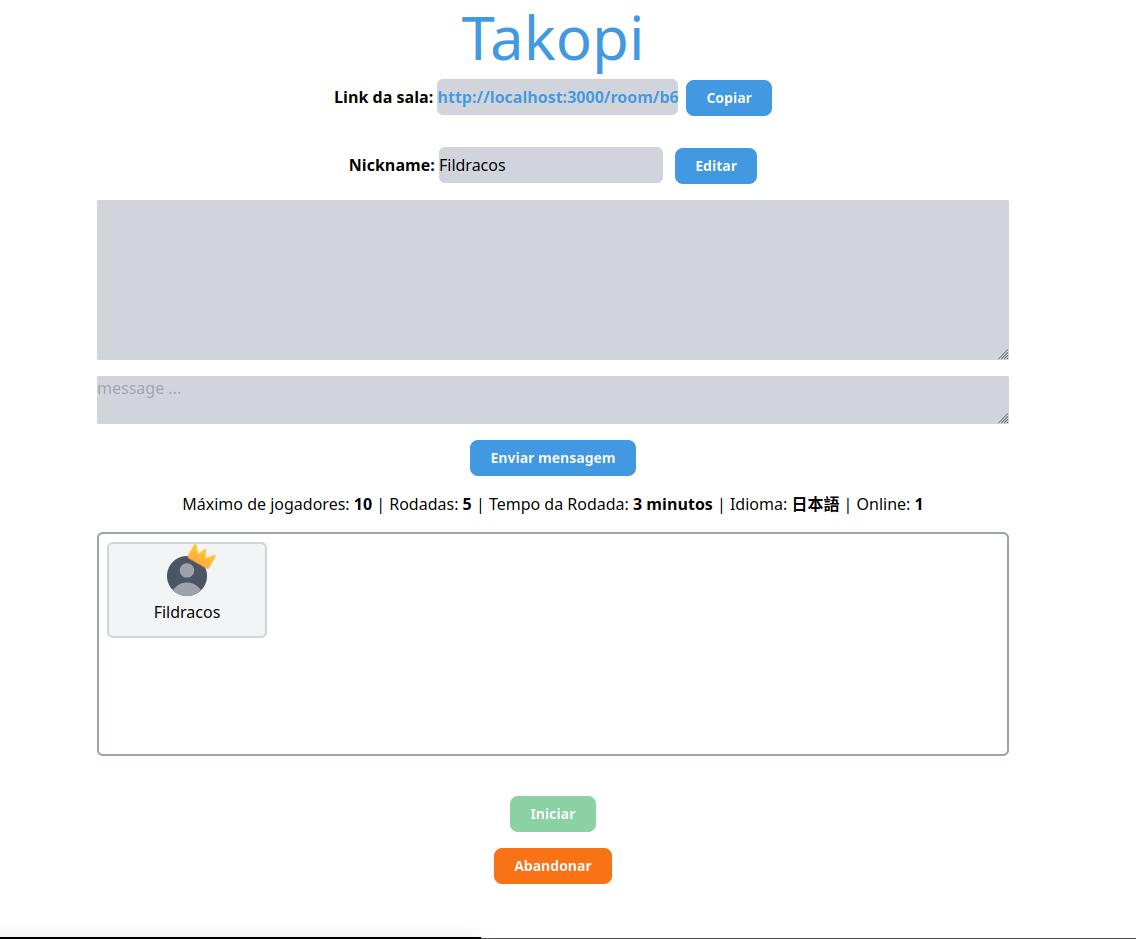 Takopi
Link da sala: http://localhost:3000/room/b6 Copiar
Nickname: Fildracos Editar
message ...
Enviar mensagem
Máximo de jogadores: 10 | Rodadas: 5 | Tempo da Rodada: 3 minutos | Idioma: 日本語 | Online: 1
Fildracos
Iniciar
Abandonar